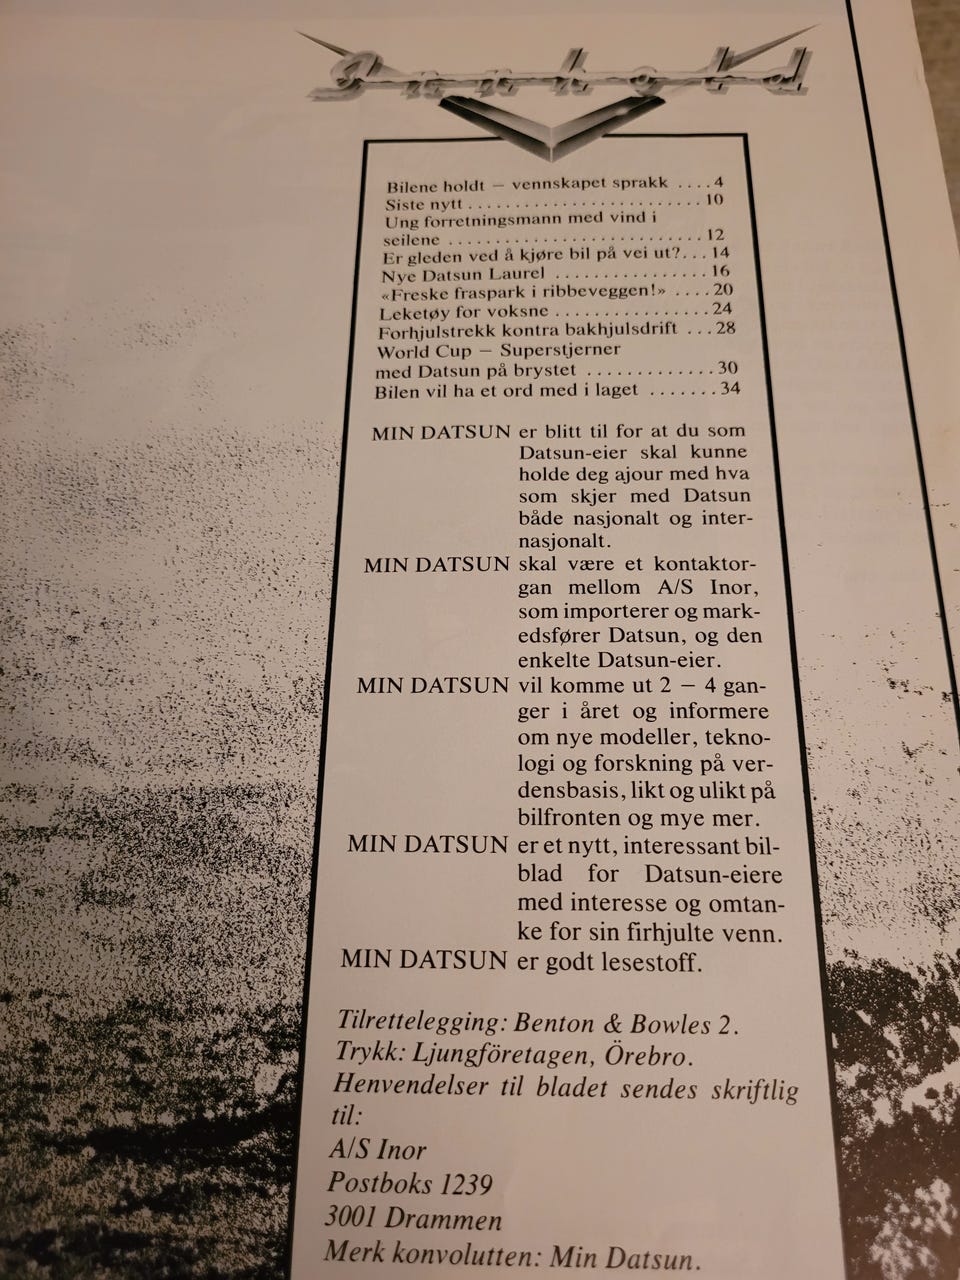 Innhold
Bilene holdt – vennskapet sprakk ....4
Siste nytt ........................10
Ung forretningsmann med vind i
seilene ..........................12
Er gleden ved å kjøre bil på vei ut?...14
Nye Datsun Laurel ................16
«Freske fraspark i ribbeveggen!» ....20
Leketøy for voksne ................24
Forhjulstrekk kontra bakhjulsdrift ...28
World Cup – Superstjerner
med Datsun på brystet .............30
Bilen vil ha et ord med i laget .......34
MIN DATSUN er blitt til for at du som
Datsun-eier skal kunne
holde deg ajour med hva
som skjer med Datsun
både nasjonalt og inter-
nasjonalt.
MIN DATSUN skal være et kontaktor-
gan mellom A/S Inor,
som importerer og mark-
edsfører Datsun, og den
enkelte Datsun-eier.
MIN DATSUN vil komme ut 2 – 4 gan-
ger i året og informere
om nye modeller, tekno-
logi og forskning på ver-
densbasis, likt og ulikt på
bilfronten og mye mer.
MIN DATSUN er et nytt, interessant bil-
blad for Datsun-eiere
med interesse og omtan-
ke for sin firhjulte venn.
MIN DATSUN er godt lesestoff.
Tilrettelegging: Benton & Bowles 2.
Trykk: Ljungföretagen, Örebro.
Henvendelser til bladet sendes skriftlig
til:
A/S Inor
Postboks 1239
3001 Drammen
Merk konvolutten: Min Datsun.